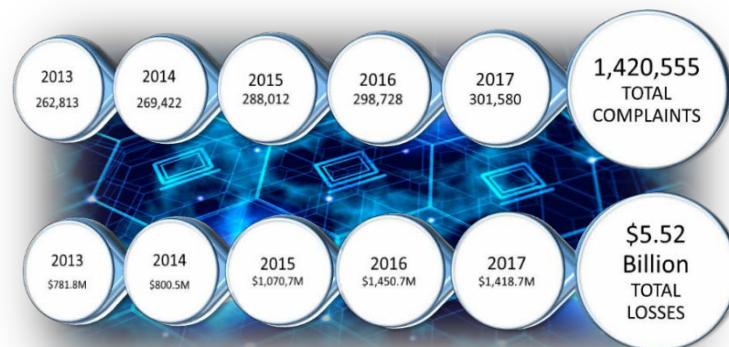 2013
262,813
2014
269,422
2015
288,012
2016
298,728
2017
301,580
1,420,555
TOTAL
COMPLAINTS
2013
$781.8M
2014
$800.5M
2015
$1,070,7M
2016
$1,450.7M
2017
$1,418.7M
$5.52
Billion
TOTAL
LOSSES